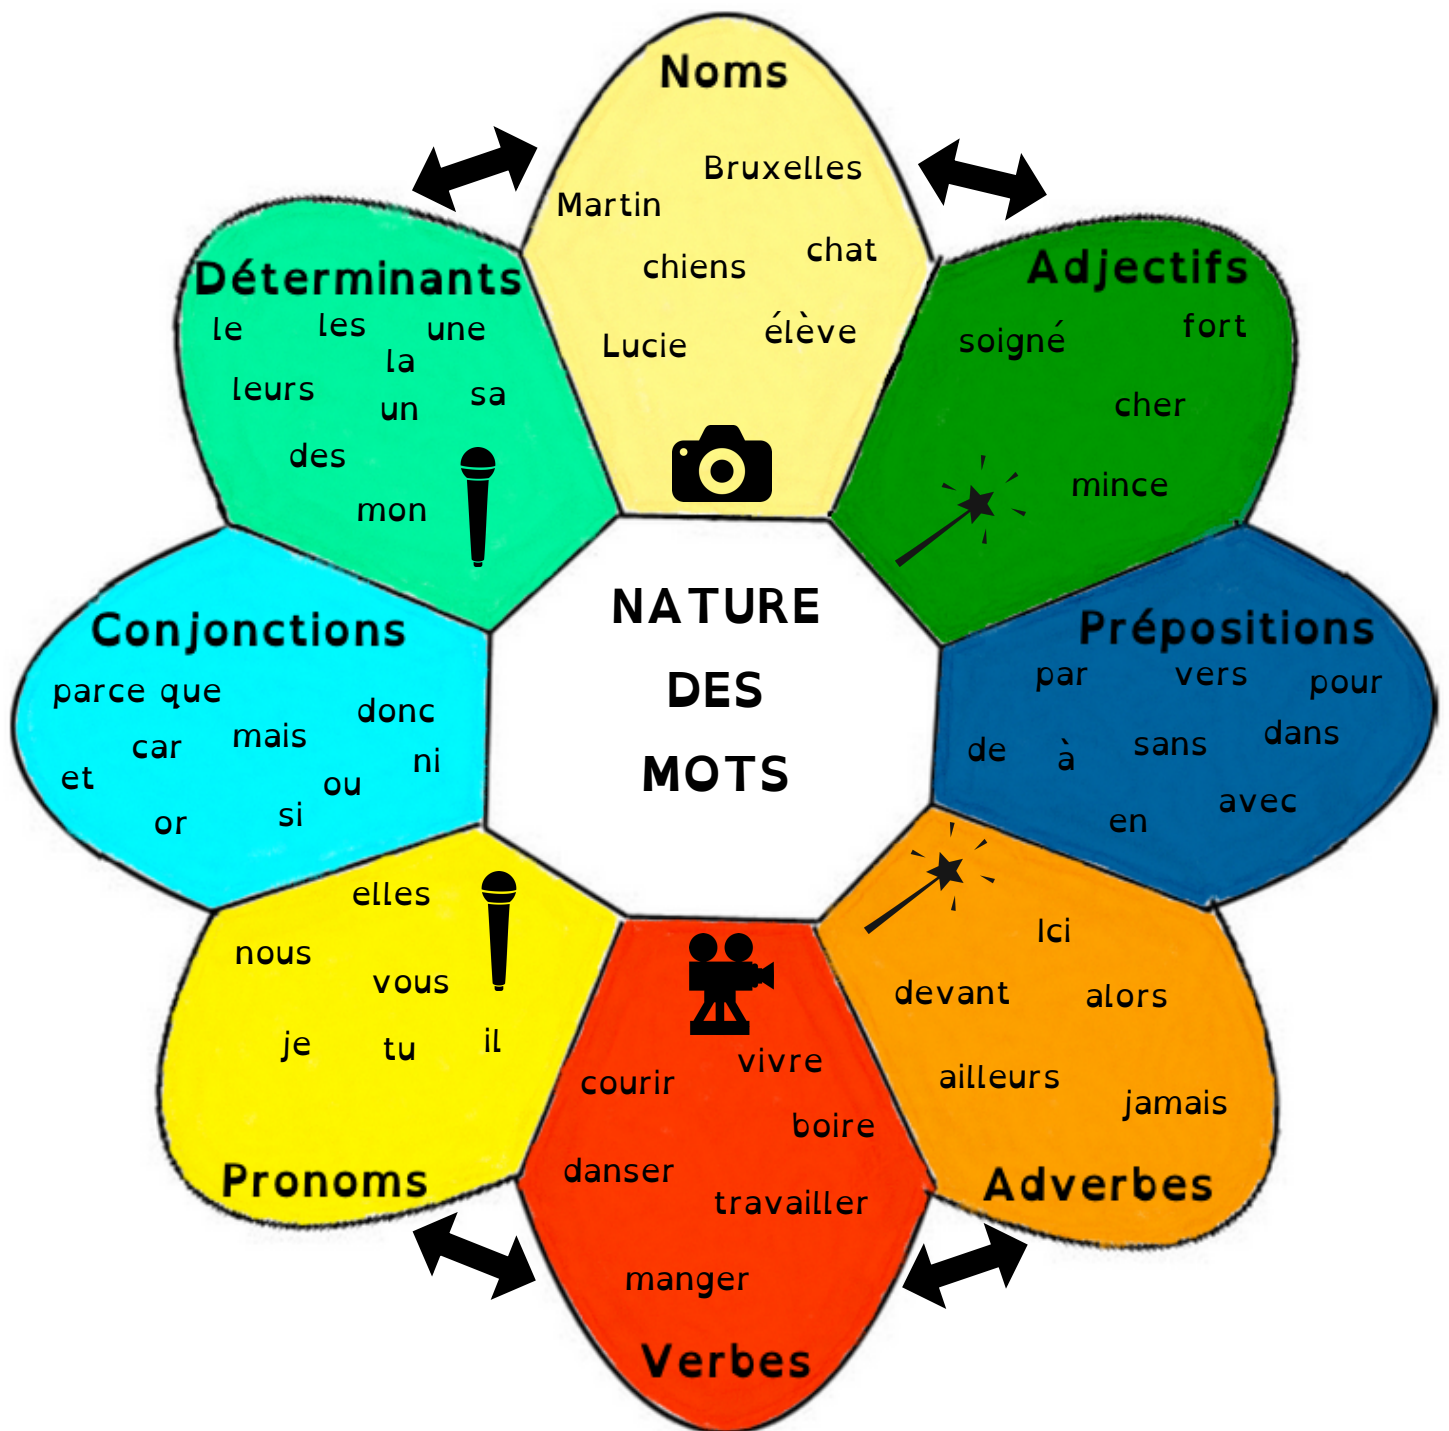 NATURE
DES
MOTS
Noms
Bruxelles
Martin
chat
chiens
élève
Lucie
Adjectifs
fort
soigné
cher
mince
Prépositions
par vers pour
dans
de à sans
avec
en
Ici
devant alors
ailleurs
jamais
Adverbes
vivre
courir
boire
danser
travailler
manger
Verbes
elles
nous
vous
je tu il
Pronoms
Conjonctions
parce que
donc
car mais
ni
et ou
or si
Déterminants
le les une
la
leurs sa
un
des
mon